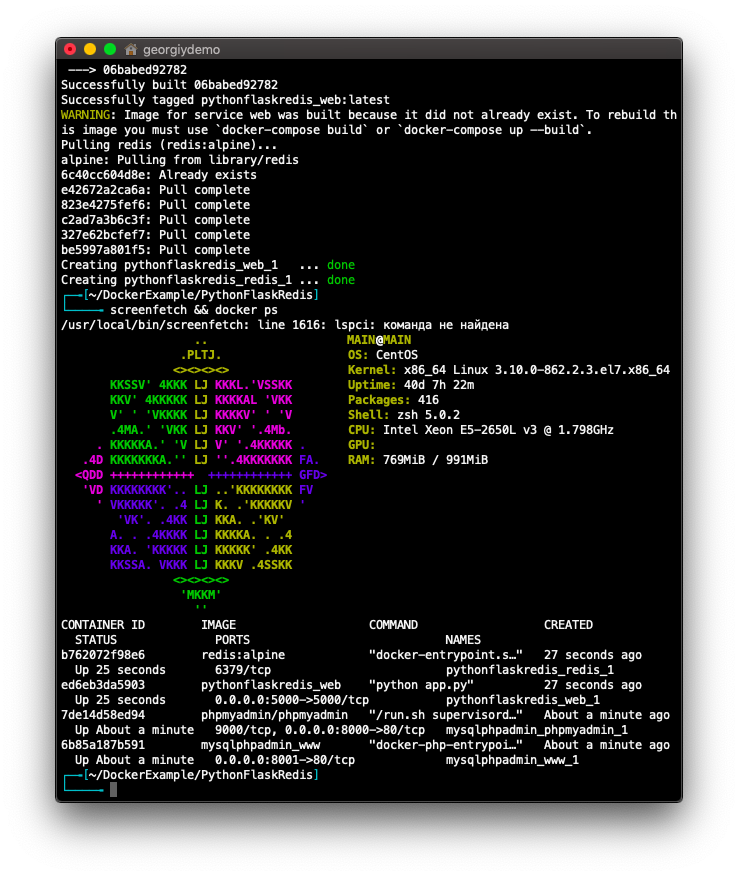 georgiydemo
---> 06babed92782
Successfully built 06babed92782
Successfully tagged pythonflaskredis_web:latest
WARNING: Image for service web was built because it did not already exist. To rebuild th
is image you must use `docker-compose build` or `docker-compose up --build`.
Pulling redis (redis:alpine)...
alpine: Pulling from library/redis
6c40cc604d8e: Already exists
e42672a2ca6a: Pull complete
823e4275fef6: Pull complete
c2ad7a3b6c3f: Pull complete
327e62bcfef7: Pull complete
be5997a801f5: Pull complete
Creating pythonflaskredis_web_1   ... done
Creating pythonflaskredis_redis_1 ... done
[~/DockerExample/PythonFlaskRedis]
screenfetch && docker ps
/usr/local/bin/screenfetch: line 1616: lspci: команда не найдена
.. MAIN@MAIN
.PLTJ. OS: CentOS
<><><><> Kernel: x86_64 Linux 3.10.0-862.2.3.el7.x86_64
KKSSV' 4KKK LJ KKKL.'VSSKK Uptime: 40d 7h 22m
KKV' 4KKKKK LJ KKKKAL 'VKK Packages: 416
V' ' 'VKKKK LJ KKKKV' ' 'V Shell: zsh 5.0.2
.4MA.' 'VKK LJ KKV' '.4Mb. CPU: Intel Xeon E5-2650L v3 @ 1.798GHz
. KKKKKA.' 'V LJ V' '.4KKKKK . GPU:
.4D KKKKKKKA.'' LJ ''.4KKKKKKK FA. RAM: 769MiB / 991MiB
<QDD ++++++++++++  ++++++++++++ GFD>
'VD KKKKKKKK'.. LJ ..'KKKKKKKK FV
' VKKKKK'. .4 LJ K. .'KKKKKV '
'VK'. .4KK LJ KKA. .'KV'
A. . .4KKKK LJ KKKKA. . .4
KKA. 'KKKKK LJ KKKKK' .4KK
KKSSA. VKKK LJ KKKV .4SSKK
<><><><>
'MKKM'
''
CONTAINER ID        IMAGE                   COMMAND                  CREATED
STATUS              PORTS                            NAMES
b762072f98e6        redis:alpine            "docker-entrypoint.s…"   27 seconds ago
Up 25 seconds       6379/tcp                         pythonflaskredis_redis_1
ed6eb3da5903        pythonflaskredis_web    "python app.py"          27 seconds ago
Up 25 seconds       0.0.0.0:5000->5000/tcp           pythonflaskredis_web_1
7de14d58ed94        phpmyadmin/phpmyadmin   "/run.sh supervisord…"   About a minute ago
Up About a minute   9000/tcp, 0.0.0.0:8000->80/tcp   mysqlphpadmin_phpmyadmin_1
6b85a187b591        mysqlphpadmin_www       "docker-php-entrypoi…"   About a minute ago
Up About a minute   0.0.0.0:8001->80/tcp             mysqlphpadmin_www_1
[~/DockerExample/PythonFlaskRedis]